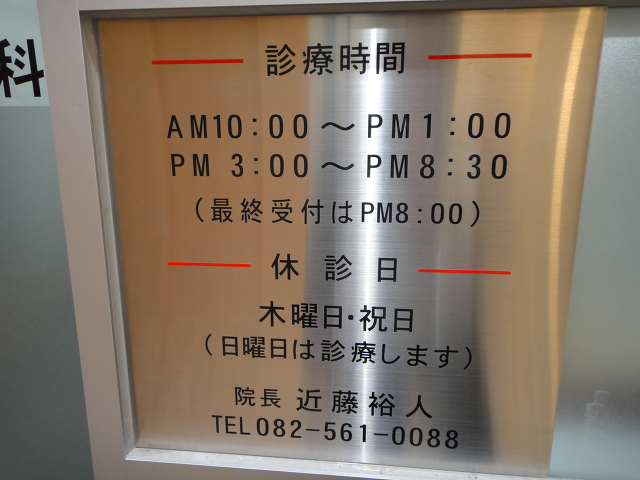 科
診療時間
AM10:00〜PM1:00
PM 3:00〜PM8:30
(最終受付はPM8:00)
休診日
木曜日・祝日
(日曜日は診療します)
院長 近藤裕人
TEL 082-561-0088